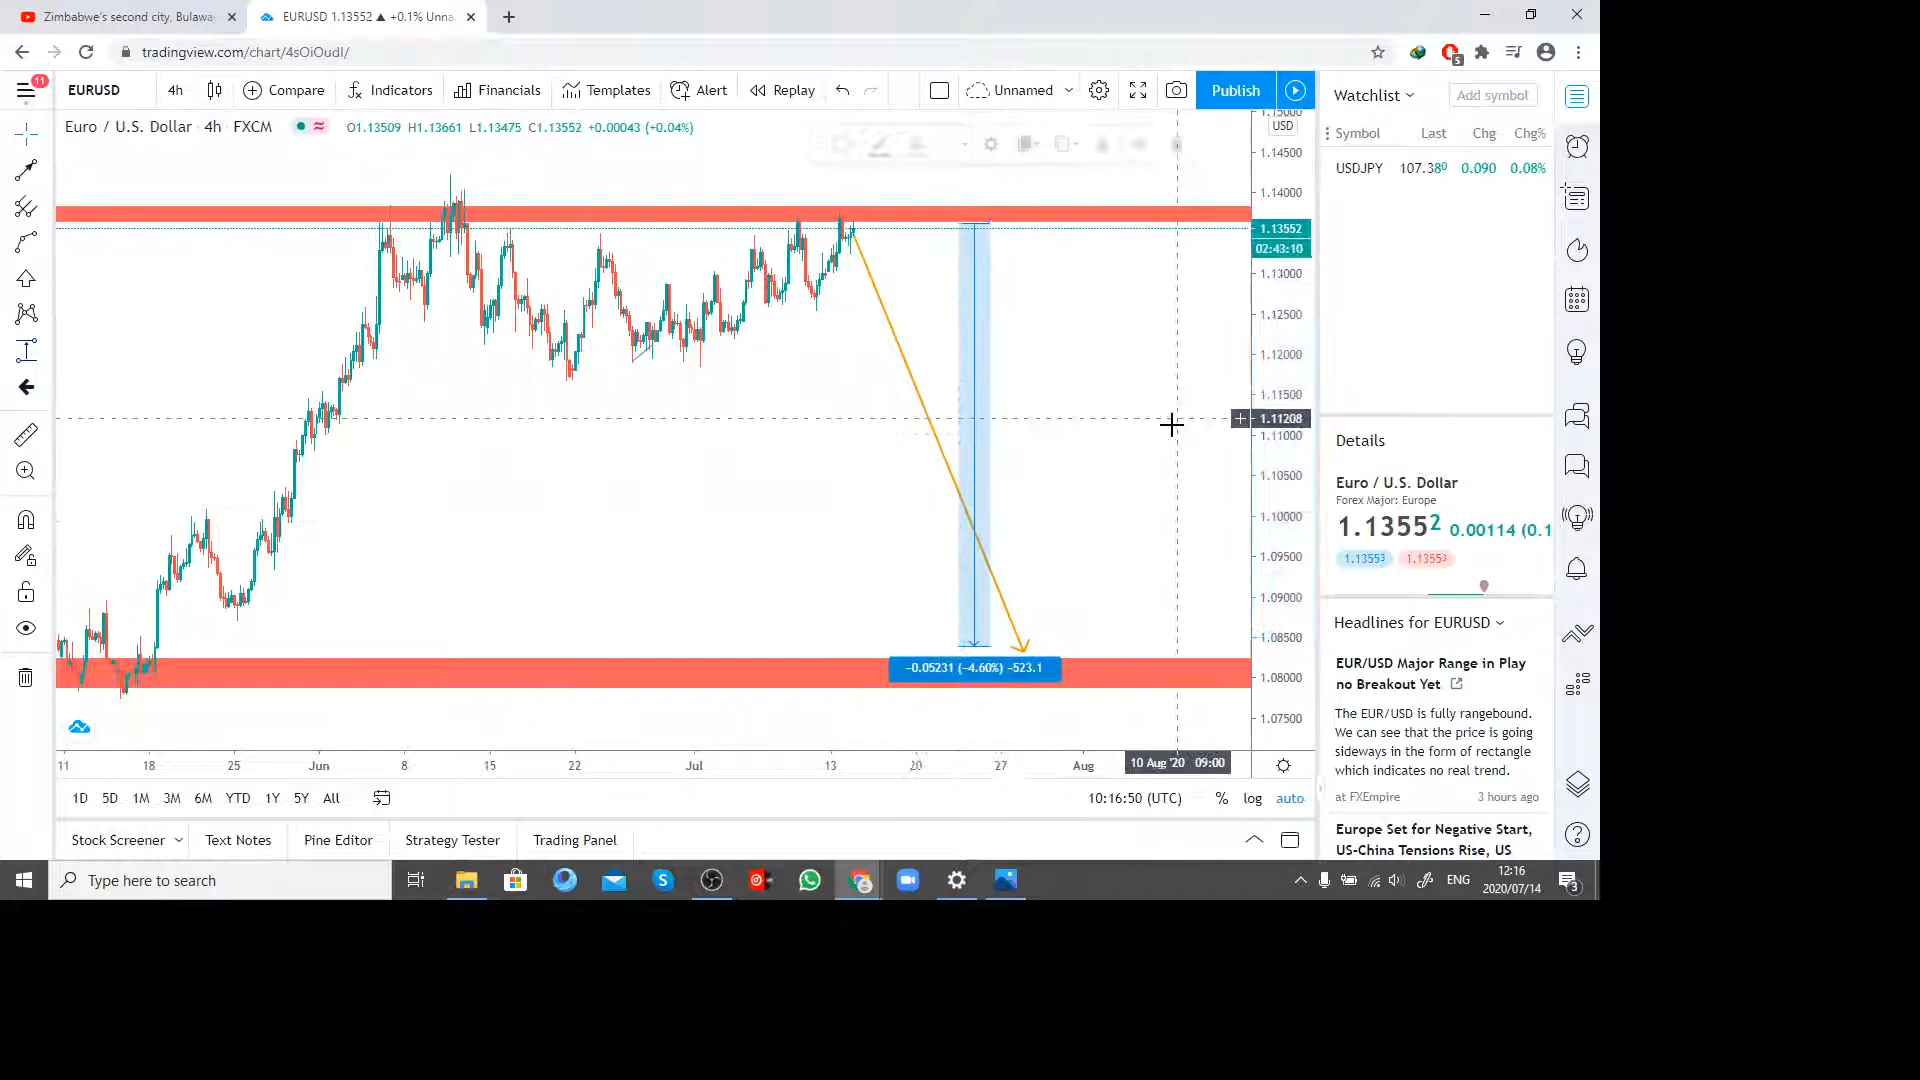 Zimbabwe's second city, Bulawa
EURUSD 1.13552 ▲ +0.1% Unna
tradingview.com/chart/4sOiOudI/
5
11
EURUSD
4h
Compare
Indicators
Financials
Templates
Alert
Replay
Unnamed
Publish
Watchlist
Add symbol
Euro / U.S. Dollar · 4h · FXCM
O1.13509 H1.13661 L1.13475 C1.13552 +0.00043 (+0.04%)
Symbol Last Chg Chg%
USDJPY 107.380 0.090 0.08%
1.15000
USD
1.14500
1.14000
1.13552
02:43:10
1.13000
1.12500
1.12000
1.11500
1.11208
1.11000
1.10500
1.10000
1.09500
1.09000
1.08500
1.08000
1.07500
-0.05231 (-4.60%) -523.1
11 18 25 Jun 8 15 22 Jul 13 20 27 Aug
10 Aug '20 09:00
Details
Euro / U.S. Dollar
Forex Major: Europe
1.13552 0.00114 (0.1
1.13553 1.13553
Headlines for EURUSD
EUR/USD Major Range in Play
no Breakout Yet
The EUR/USD is fully rangebound.
We can see that the price is going
sideways in the form of rectangle
which indicates no real trend.
at FXEmpire 3 hours ago
Europe Set for Negative Start,
US-China Tensions Rise, US
1D 5D 1M 3M 6M YTD 1Y 5Y All
10:16:50 (UTC) % log auto
Stock Screener Text Notes Pine Editor Strategy Tester Trading Panel
Type here to search
ENG
12:16
2020/07/14
3